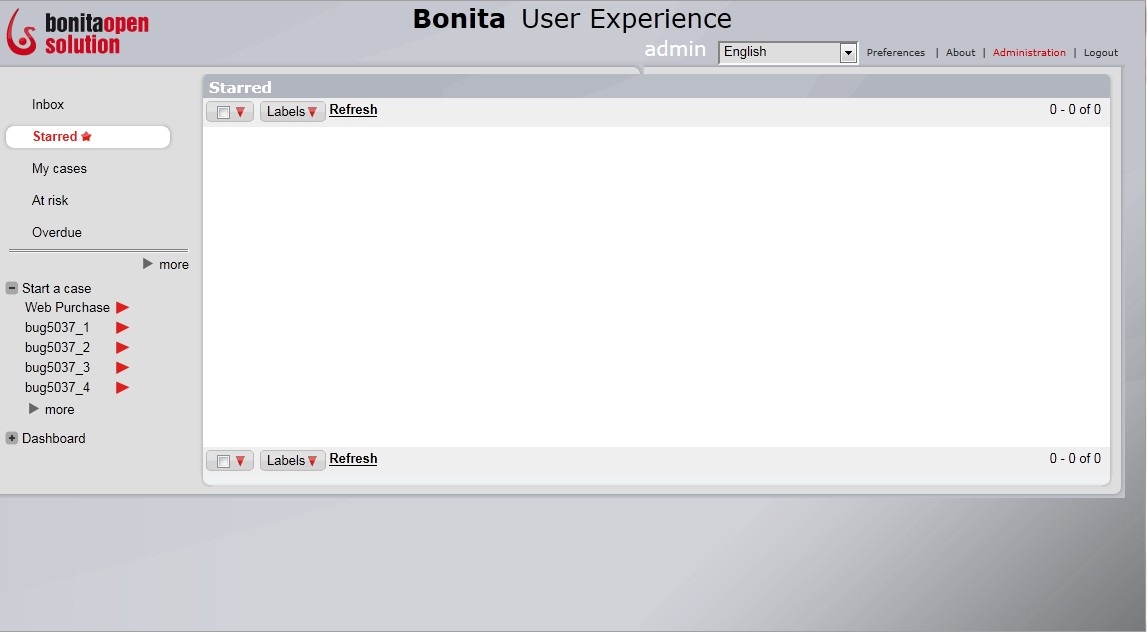 bonitaopen
solution
Bonita User Experience
admin English Preferences | About | Administration | Logout
Inbox
Starred
My cases
At risk
Overdue
more
Start a case
Web Purchase
bug5037_1
bug5037_2
bug5037_3
bug5037_4
more
Dashboard
Starred
Labels Refresh 0 - 0 of 0
Labels Refresh 0 - 0 of 0